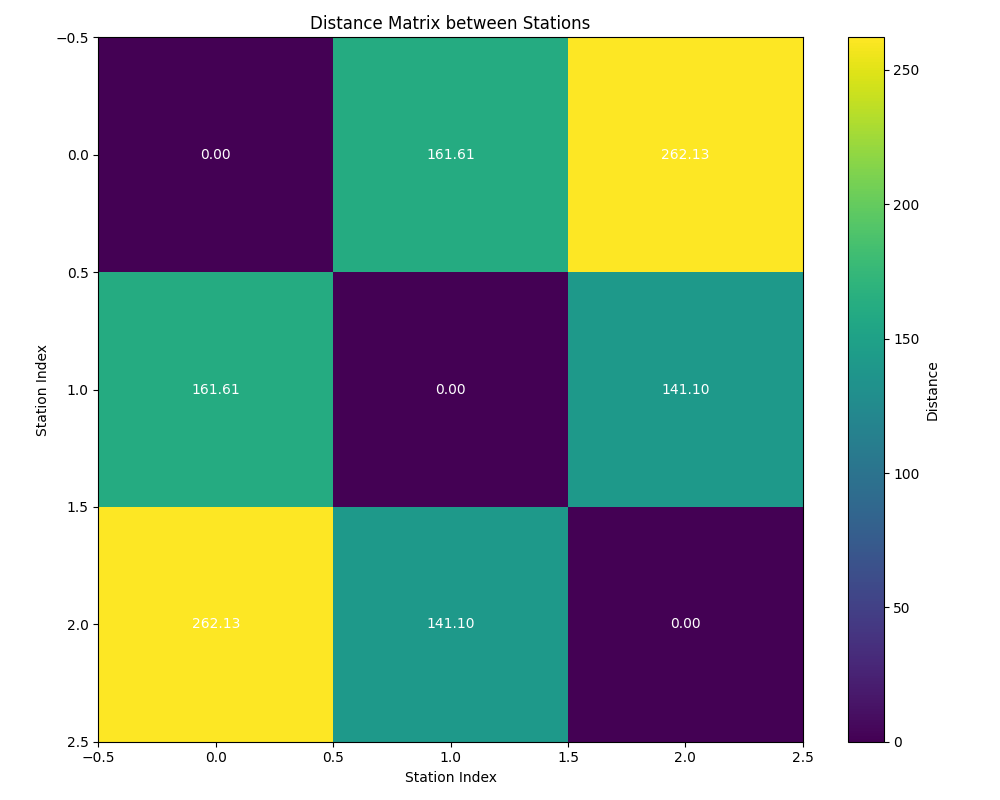 Distance Matrix between Stations
−0.5
0.0
0.5
1.0
1.5
2.0
2.5
Station Index
0.00 161.61 262.13
161.61 0.00 141.10
262.13 141.10 0.00
−0.5 0.0 0.5 1.0 1.5 2.0 2.5
Station Index
250
200
150
100
50
0
Distance